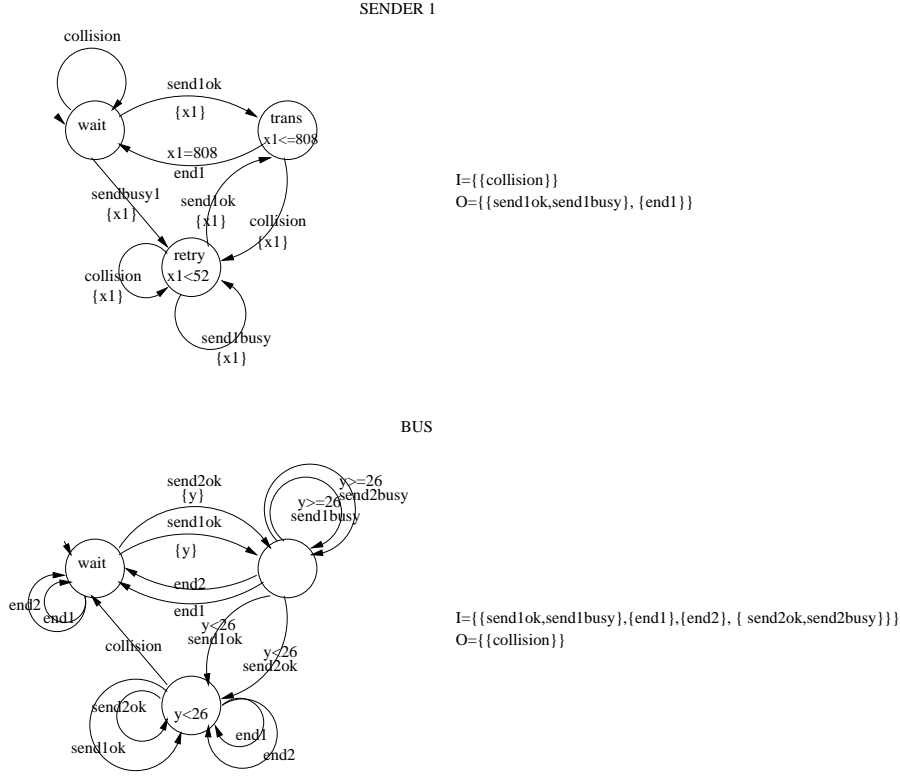 SENDER 1
collision
send1ok
{x1}
wait
trans
x1<=808
x1=808
end1
sendbusy1
{x1}
send1ok
{x1}
collision
{x1}
retry
x1<52
collision
{x1}
send1busy
{x1}
I={{collision}}
O={{send1ok,send1busy}, {end1}}
BUS
send2ok
{y}
y>=26
send2busy
y>=26
send1busy
send1ok
{y}
wait
end2
end1
end2
end1
y<26
send1ok
y<26
send2ok
collision
send2ok
y<26
send1ok
end1
end2
I={{send1ok,send1busy},{end1},{end2}, { send2ok,send2busy}}}
O={{collision}}